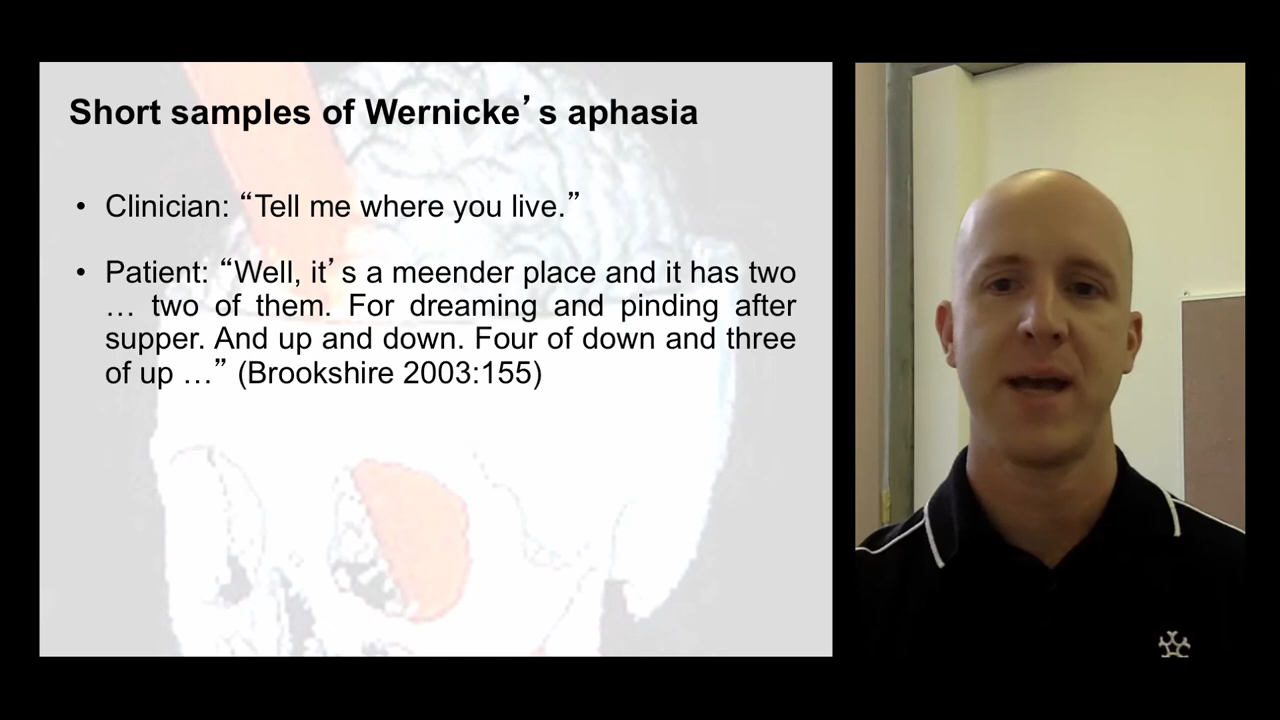 Short samples of Wernicke’s aphasia
• Clinician: “Tell me where you live.”
• Patient: “Well, it’s a meender place and it has two
… two of them. For dreaming and pinding after
supper. And up and down. Four of down and three
of up …” (Brookshire 2003:155)